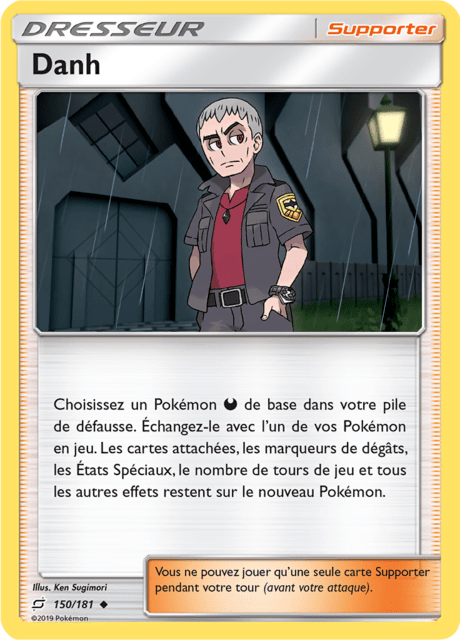 DRESSEUR
Supporter
Danh
Choisissez un Pokémon de base dans votre pile
de défausse. Échangez-le avec l'un de vos Pokémon
en jeu. Les cartes attachées, les marqueurs de dégâts,
les États Spéciaux, le nombre de tours de jeu et tous
les autres effets restent sur le nouveau Pokémon.
Vous ne pouvez jouer qu'une seule carte Supporter
pendant votre tour (avant votre attaque).
Illus. Ken Sugimori
150/181 ◆
©2019 Pokémon